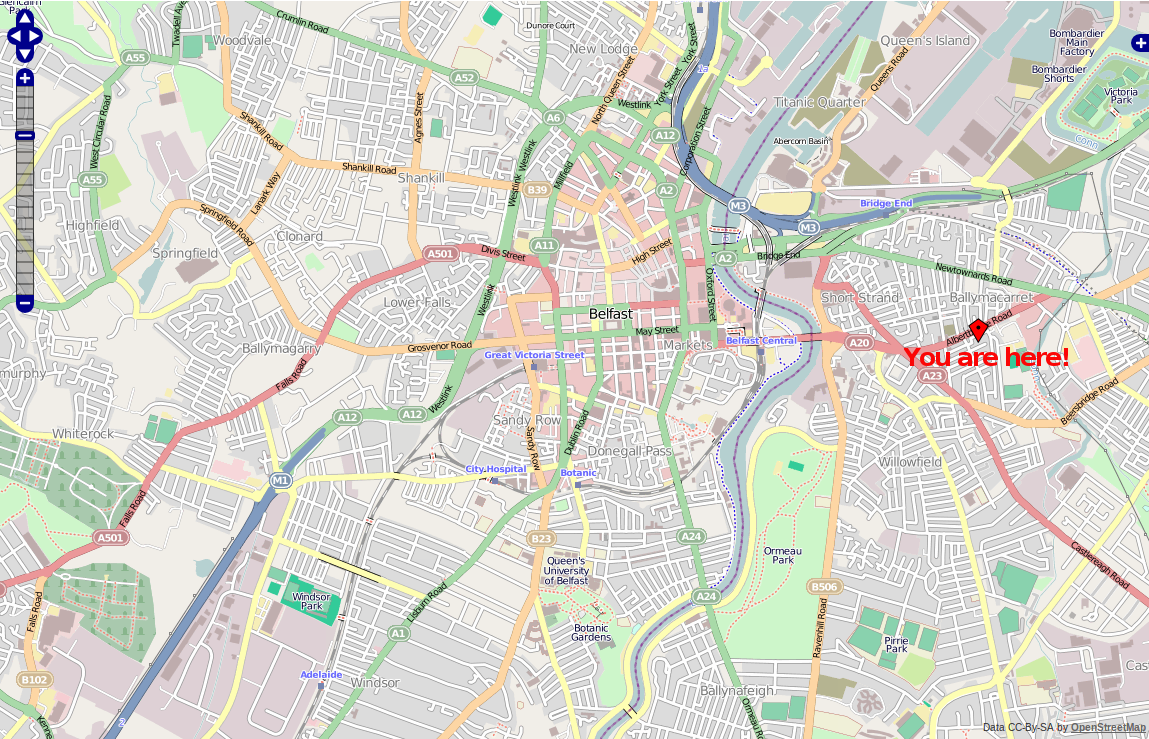 Glencairn
Park
Crumlin Road
Dunore Court
Twadell Ave
Woodvale
New Lodge
Queen's Island
Bombardier
Main
Factory
Bombardier
Shorts
Victoria
Park
A55
A52
York Street
North Queen Street
Queens Road
West Circular Road
Agnes Street
Westlink
York Street
Titanic Quarter
Shankill Road
A6
A12
Corporation Street
Abercorn Basin
Conn
Westlink
Westlink
Millfield
Shankill Road
Shankill
A55
Lanark Way
B39
A2
M3
Bridge End
Highfield
Springfield Road
Clonard
M3
Springfield
A501
Divis Street
A11
High Street
A2
Bridge End
Newtownards Road
Oxford Street
Lower Falls
Westlink
Short Strand
Ballymacarret
Belfast
May Street
Markets
Belfast Central
A20
Albertbridge Road
You are here!
Ballymagarry
Grosvenor Road
Great Victoria Street
A23
murphy
Falls Road
Westlink
A12
A12
Beersbridge Road
Sandy Row
Sandy Row
Dublin Road
Whiterock
Donegall Pass
Willowfield
City Hospital
Botanic
M1
Falls Road
A501
B23
A24
Ormeau
Park
Castlereagh Road
Queen's
University
of Belfast
Windsor
Park
Lisburn Road
A24
B506
Falls Road
A1
Botanic
Gardens
Ravenhill Road
Pirrie
Park
Adelaide
Windsor
B102
Ballynafeigh
Cas
Kenne
Ormeau Ro
Data CC-By-SA by OpenStreetMap